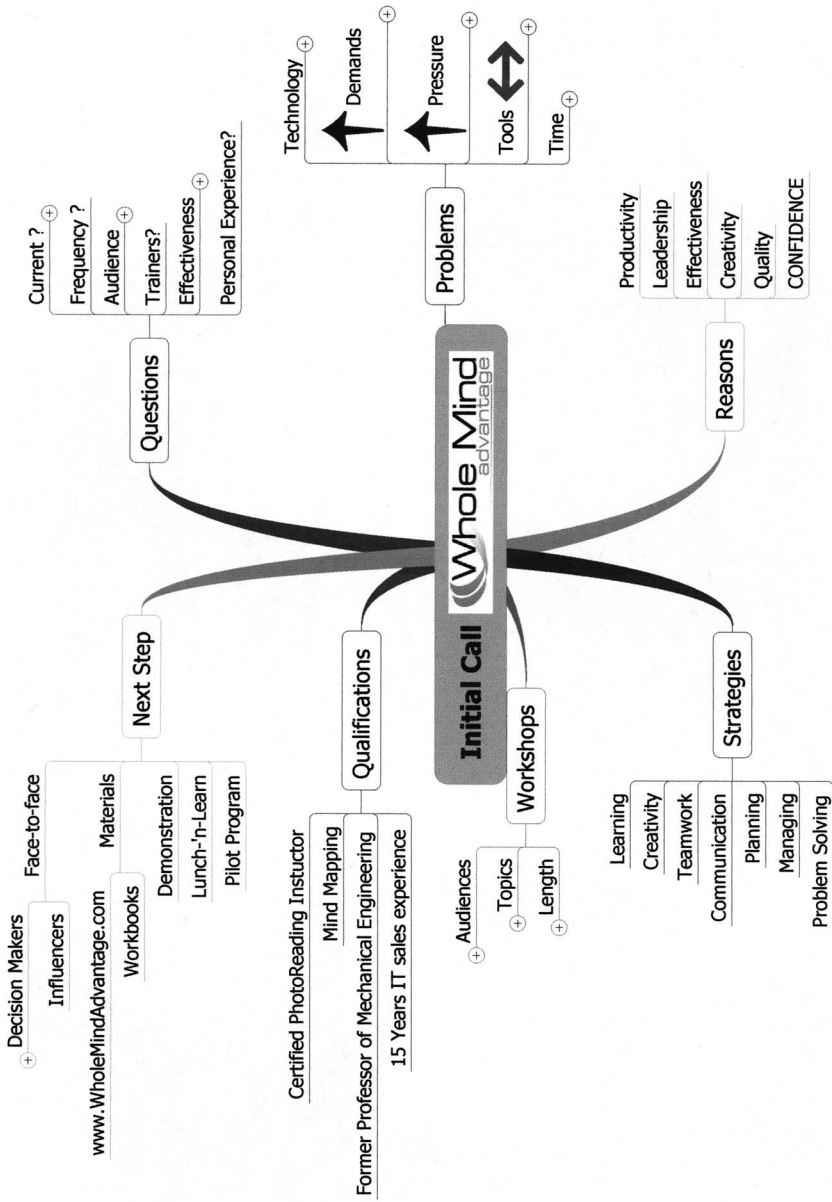 Initial Call
Whole Mind
advantage
Questions
Current ?
Frequency ?
Audience
Trainers?
Effectiveness
Personal Experience?
Problems
Technology
Demands
Pressure
Tools
Time
Reasons
Productivity
Leadership
Effectiveness
Creativity
Quality
CONFIDENCE
Next Step
Face-to-face
Decision Makers
Influencers
Materials
www.WholeMindAdvantage.com
Workbooks
Demonstration
Lunch-'n-Learn
Pilot Program
Qualifications
Certified PhotoReading Instuctor
Mind Mapping
Former Professor of Mechanical Engineering
15 Years IT sales experience
Workshops
Audiences
Topics
Length
Strategies
Learning
Creativity
Teamwork
Communication
Planning
Managing
Problem Solving